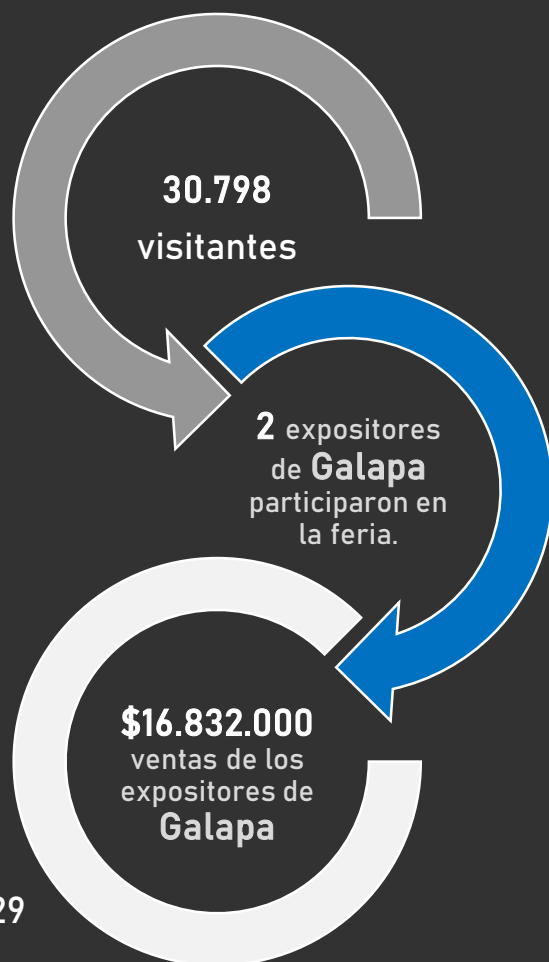 30.798
visitantes
2 expositores
de Galapa
participaron en
la feria.
$16.832.000
ventas de los
expositores de
Galapa
29